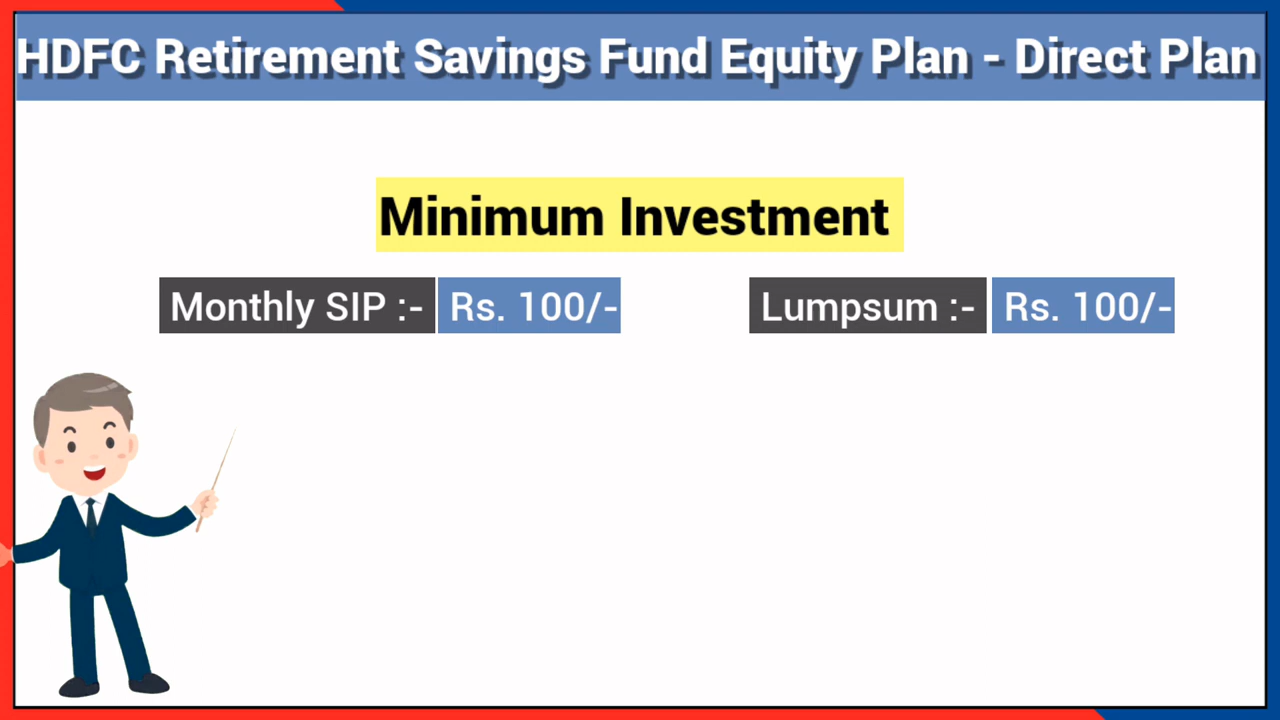 HDFC Retirement Savings Fund Equity Plan - Direct Plan
Minimum Investment
Monthly SIP :- Rs. 100/- Lumpsum :- Rs. 100/-